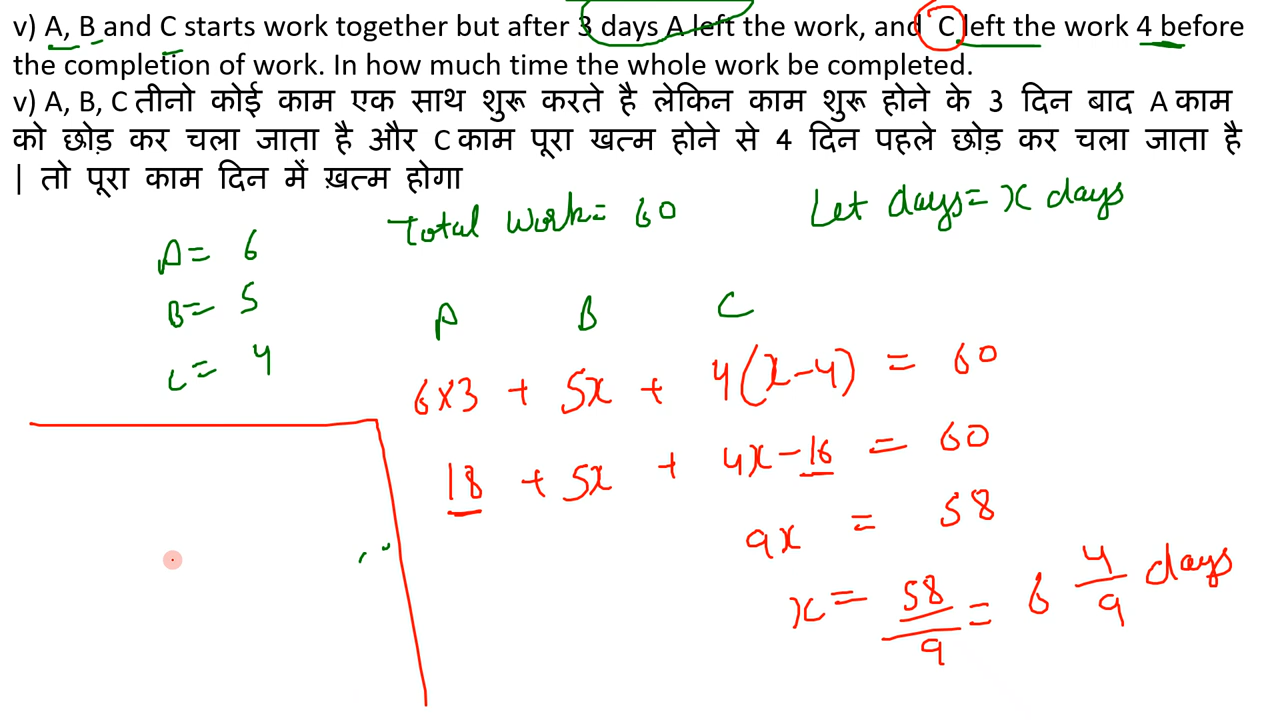 v) A, B and C starts work together but after 3 days A left the work, and C left the work 4 before
the completion of work. In how much time the whole work be completed.
v) A, B, C तीनो कोई काम एक साथ शुरू करते है लेकिन काम शुरू होने के 3 दिन बाद A काम
को छोड़ कर चला जाता है और C काम पूरा खत्म होने से 4 दिन पहले छोड़ कर चला जाता है
| तो पूरा काम दिन में ख़त्म होगा
Total work = 60
Let days = x days
A = 6
B = 5
C = 4
A B C
6x3 + 5x + 4(x-4) = 60
18 + 5x + 4x - 16 = 60
9x = 58
x = 58/9 = 6 4/9 days